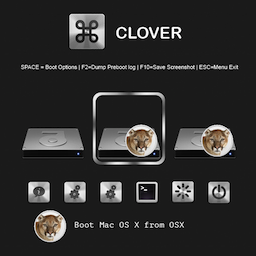 CLOVER
SPACE = Boot Options | F2=Dump Preboot log | F10=Save Screenshot | ESC=Menu Exit
Boot Mac OS X from OSX